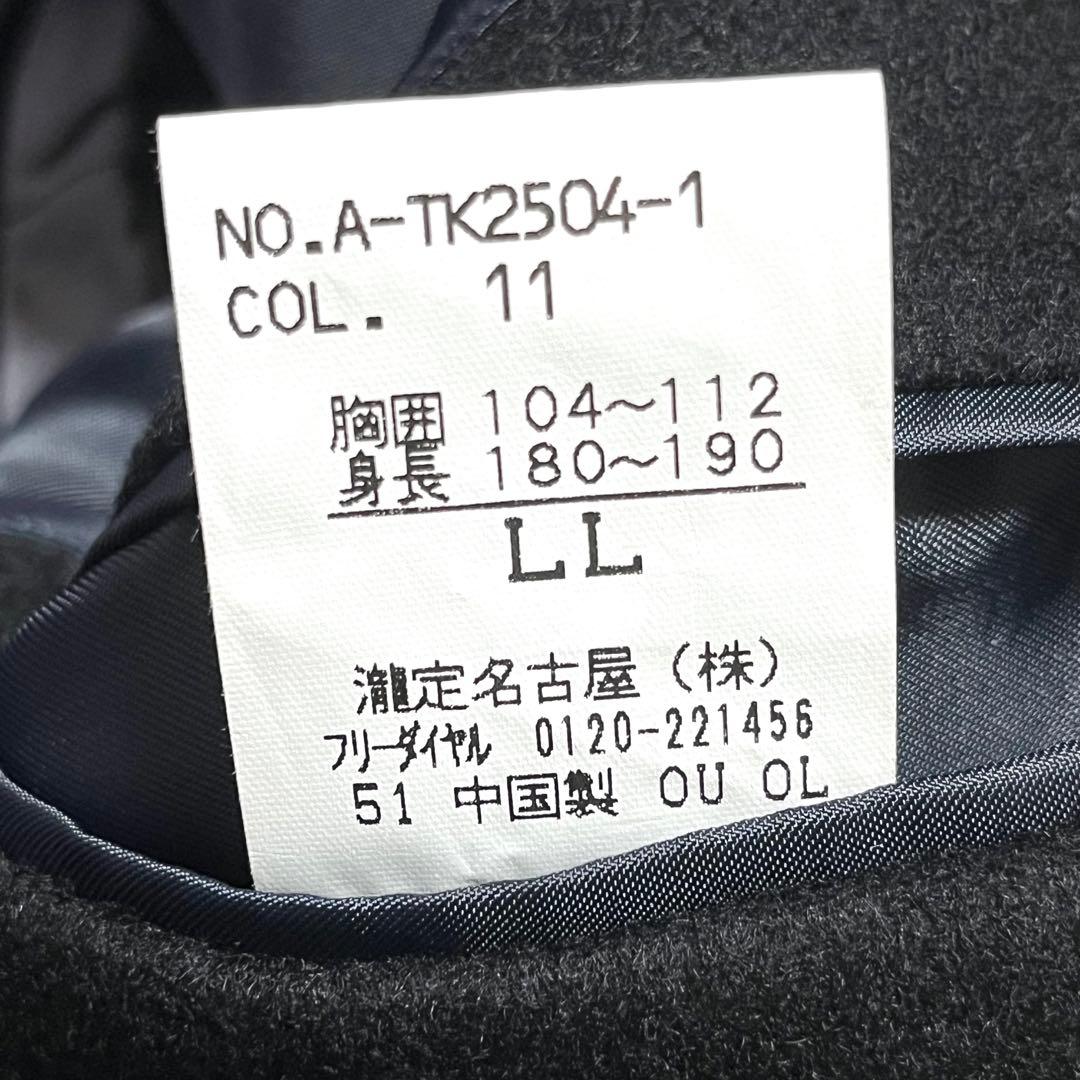 NO.A-TK2504-1
COL. 11
胸囲 104〜112
身長 180〜190
LL
瀧定名古屋（株）
フリーダイヤル 0120-221456
51 中国製 OU OL